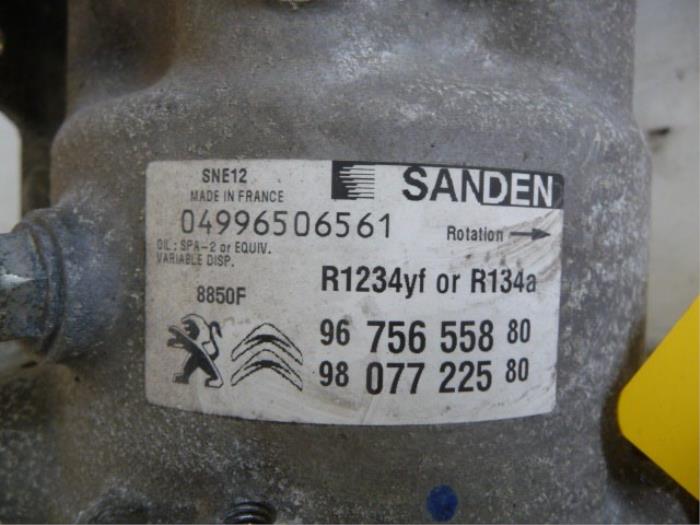 SNE12
MADE IN FRANCE
SANDEN
04996506561
Rotation
OIL: SPA-2 or EQUIV.
VARIABLE DISP.
8850F
R1234yf or R134a
96 756 558 80
98 077 225 80